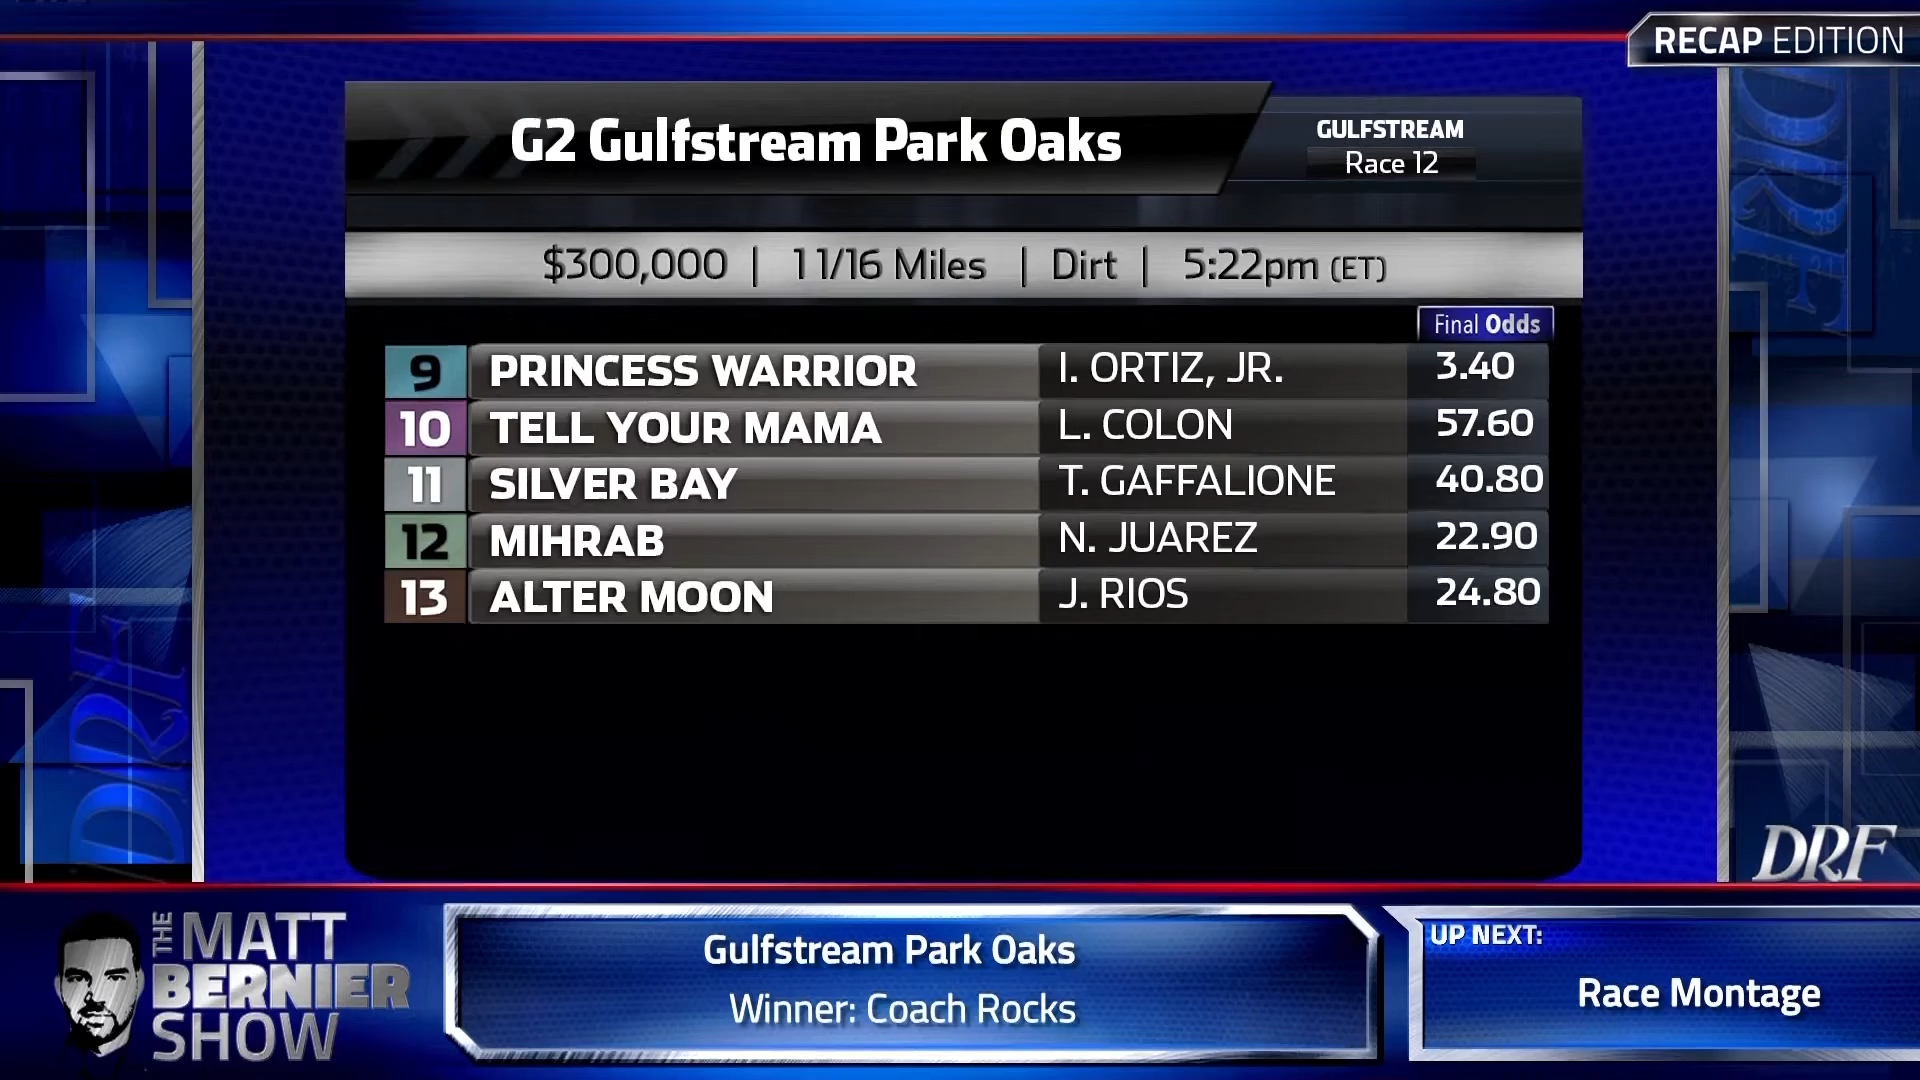 RECAP EDITION
G2 Gulfstream Park Oaks
GULFSTREAM
Race 12
$300,000 | 1 1/16 Miles | Dirt | 5:22pm (ET)
Final Odds
9 PRINCESS WARRIOR I. ORTIZ, JR. 3.40
10 TELL YOUR MAMA L. COLON 57.60
11 SILVER BAY T. GAFFALIONE 40.80
12 MIHRAB N. JUAREZ 22.90
13 ALTER MOON J. RIOS 24.80
DRF
DRF
DRF
DRF
THE MATT
BERNIER
SHOW
Gulfstream Park Oaks
Winner: Coach Rocks
UP NEXT:
Race Montage